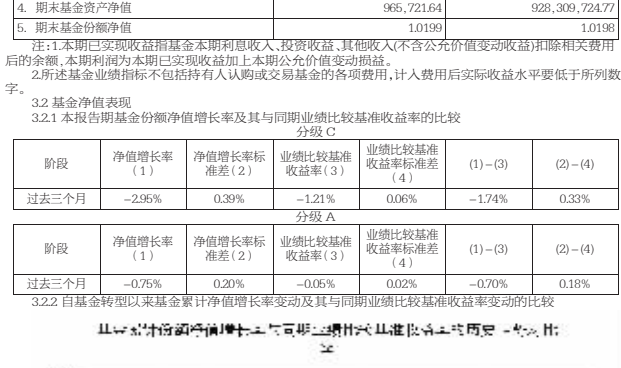 4. 期末基金资产净值 965,721.64 928,309,724.77
5. 期末基金份额净值 1.0199 1.0198
注:1.本期已实现收益指基金本期利息收入、投资收益、其他收入(不含公允价值变动收益)扣除相关费用
后的余额,本期利润为本期已实现收益加上本期公允价值变动损益。
2.所述基金业绩指标不包括持有人认购或交易基金的各项费用,计入费用后实际收益水平要低于所列数
字。
3.2 基金净值表现
3.2.1 本报告期基金份额净值增长率及其与同期业绩比较基准收益率的比较
分级 C
阶段 净值增长率(1) 净值增长率标准差(2) 业绩比较基准收益率(3) 业绩比较基准收益率标准差(4) (1)-(3) (2)-(4)
过去三个月 -2.95% 0.39% -1.21% 0.06% -1.74% 0.33%
分级 A
阶段 净值增长率(1) 净值增长率标准差(2) 业绩比较基准收益率(3) 业绩比较基准收益率标准差(4) (1)-(3) (2)-(4)
过去三个月 -0.75% 0.20% -0.05% 0.02% -0.70% 0.18%
3.2.2 自基金转型以来基金累计净值增长率变动及其与同期业绩比较基准收益率变动的比较